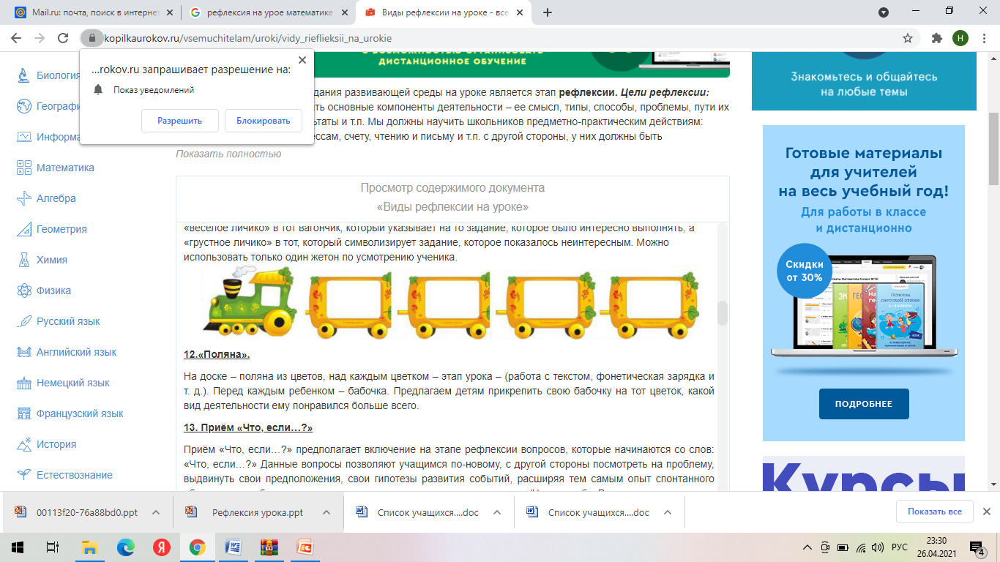 Mail.ru: почта, поиск в интернет
рефлексия на урое математике
Виды рефлексии на уроке - все
kopilkaurokov.ru/vsemuchitelam/uroki/vidy_rieflieksii_na_urokie
Н
...rokov.ru запрашивает разрешение на:
Показ уведомлений
Разрешить
Блокировать
ДИСТАНЦИОННОЕ ОБУЧЕНИЕ
дания развивающей среды на уроке является этап рефлексии. Цели рефлексии:
ть основные компоненты деятельности – ее смысл, типы, способы, проблемы, пути их
таты и т.п. Мы должны научить школьников предметно-практическим действиям:
ссам, счету, чтению и письму и т.п. с другой стороны, у них должны быть
Показать полностью
Биология
Географи
Информа
Математика
Алгебра
Геометрия
Химия
Физика
Русский язык
Английский язык
Немецкий язык
Французский язык
История
Естествознание
Просмотр содержимого документа
«Виды рефлексии на уроке»
«веселое личико» в тот вагончик, который указывает на то задание, которое было интересно выполнять, а
«грустное личико» в тот, который символизирует задание, которое показалось неинтересным. Можно
использовать только один жетон по усмотрению ученика.
12.«Поляна».
На доске – поляна из цветов, над каждым цветком – этап урока – (работа с текстом, фонетическая зарядка и
т. д.). Перед каждым ребенком – бабочка. Предлагаем детям прикрепить свою бабочку на тот цветок, какой
вид деятельности ему понравился больше всего.
13. Приём «Что, если…?»
Приём «Что, если…?» предполагает включение на этапе рефлексии вопросов, которые начинаются со слов:
«Что, если…?» Данные вопросы позволяют учащимся по-новому, с другой стороны посмотреть на проблему,
выдвинуть свои предположения, свои гипотезы развития событий, расширяя тем самым опыт спонтанного
Знакомьтесь и общайтесь
на любые темы
Готовые материалы
для учителей
на весь учебный год!
Для работы в классе
и дистанционно
Скидки
от 30%
Основы
светской этики
ПОДРОБНЕЕ
Курсы
00113f20-76a88bd0.ppt
Рефлексия урока.ppt
Список учащихся....doc
Список учащихся....doc
Показать все
РУС
23:30
26.04.2021
4